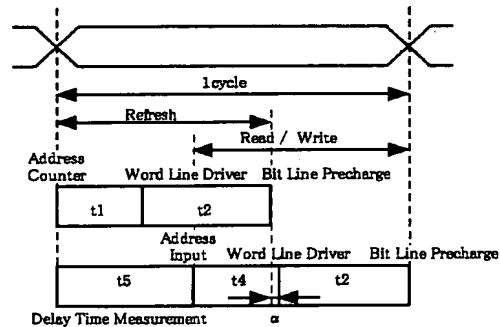 1cycle
Refresh
Read / Write
Address Counter
Word Line Driver
Bit Line Precharge
t1
t2
Address Input
Word Line Driver
Bit Line Precharge
t5
t4
t2
Delay Time Measurement
α